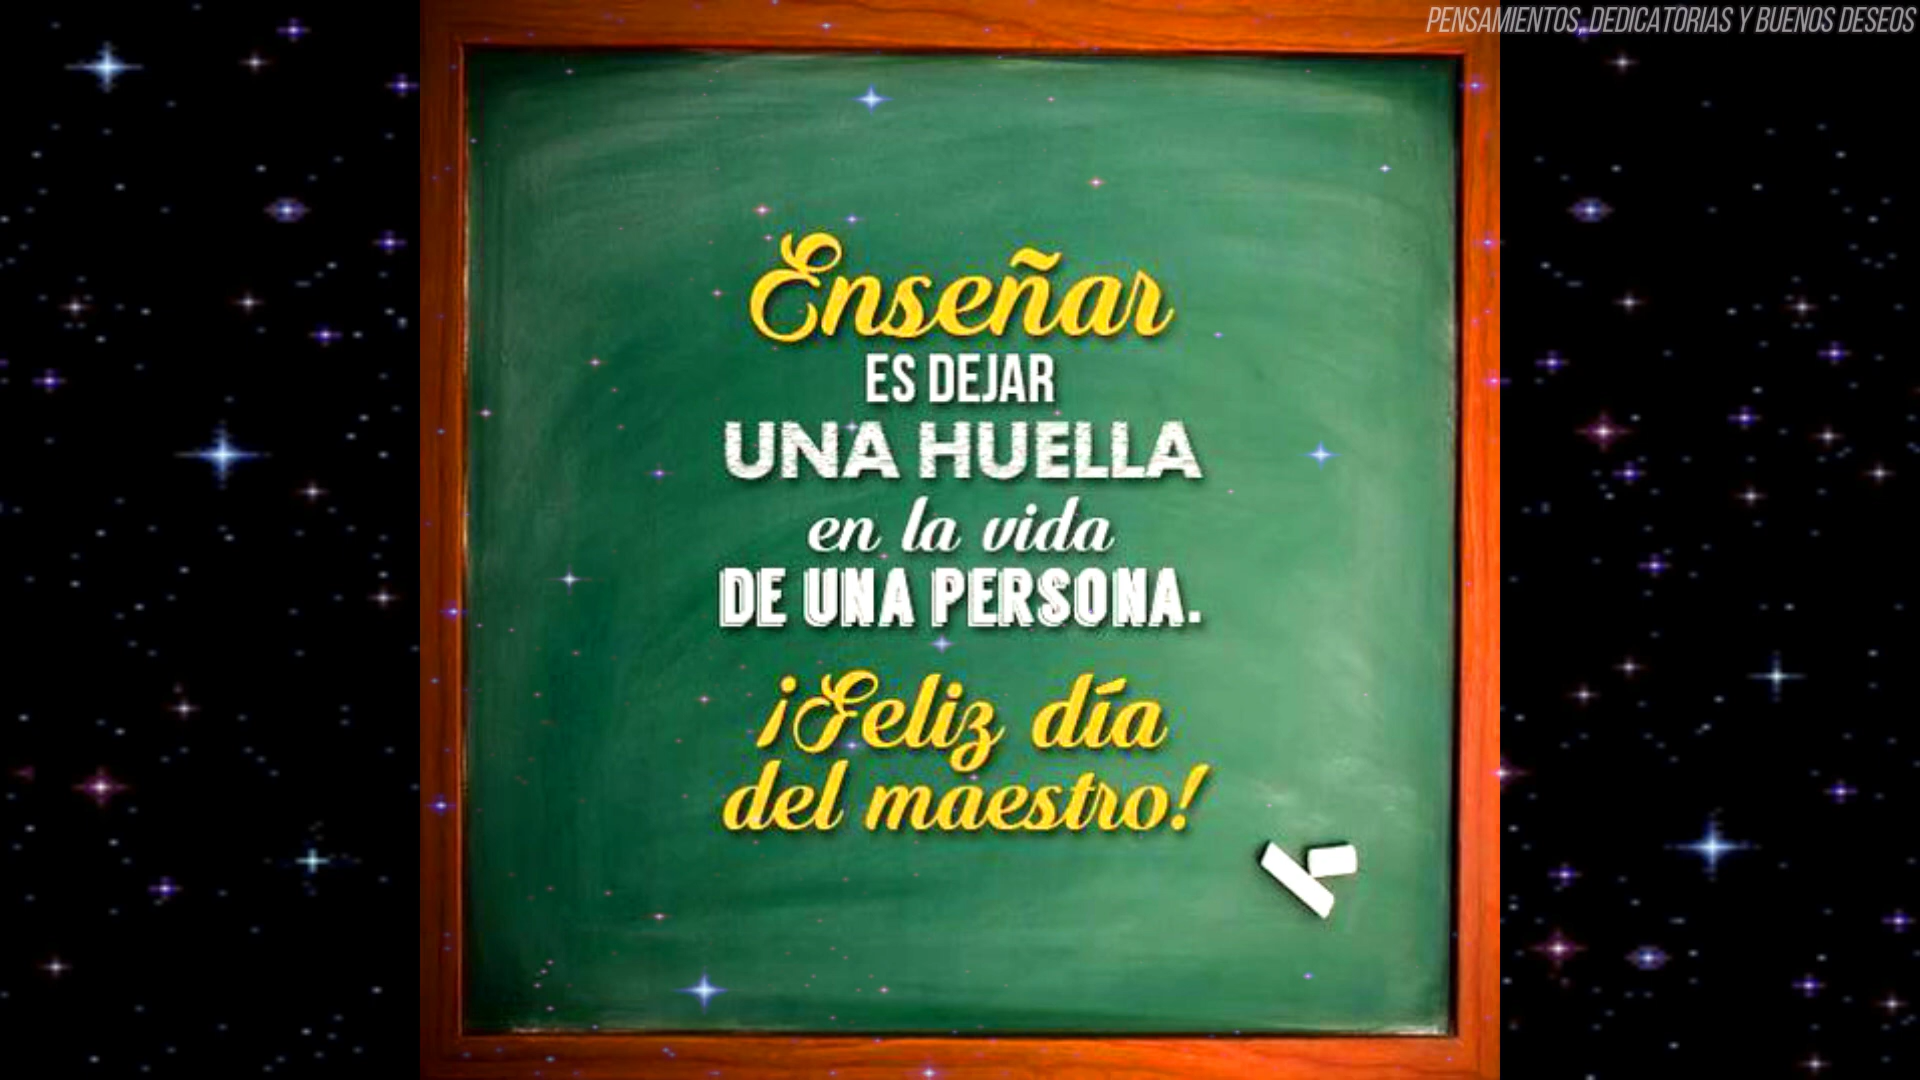 PENSAMIENTOS, DEDICATORIAS Y BUENOS DESEOS
Enseñar
ES DEJAR
UNA HUELLA
en la vida
DE UNA PERSONA.
¡Feliz día
del maestro!